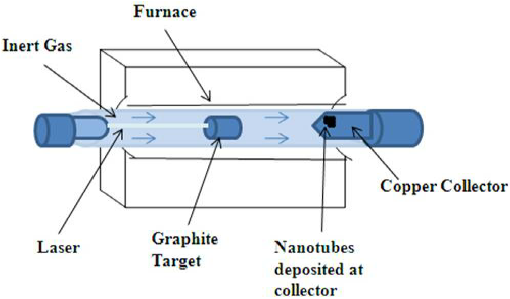 Furnace
Inert Gas
Copper Collector
Laser
Graphite
Target
Nanotubes
deposited at
collector